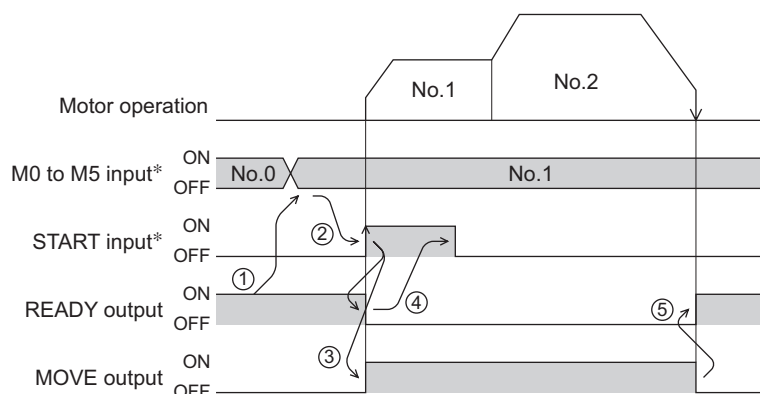 No.1
No.2
Motor operation
M0 to M5 input*
ON
OFF
No.0
No.1
START input*
ON
OFF
②
①
READY output
ON
OFF
④
⑤
③
MOVE output
ON
OFF